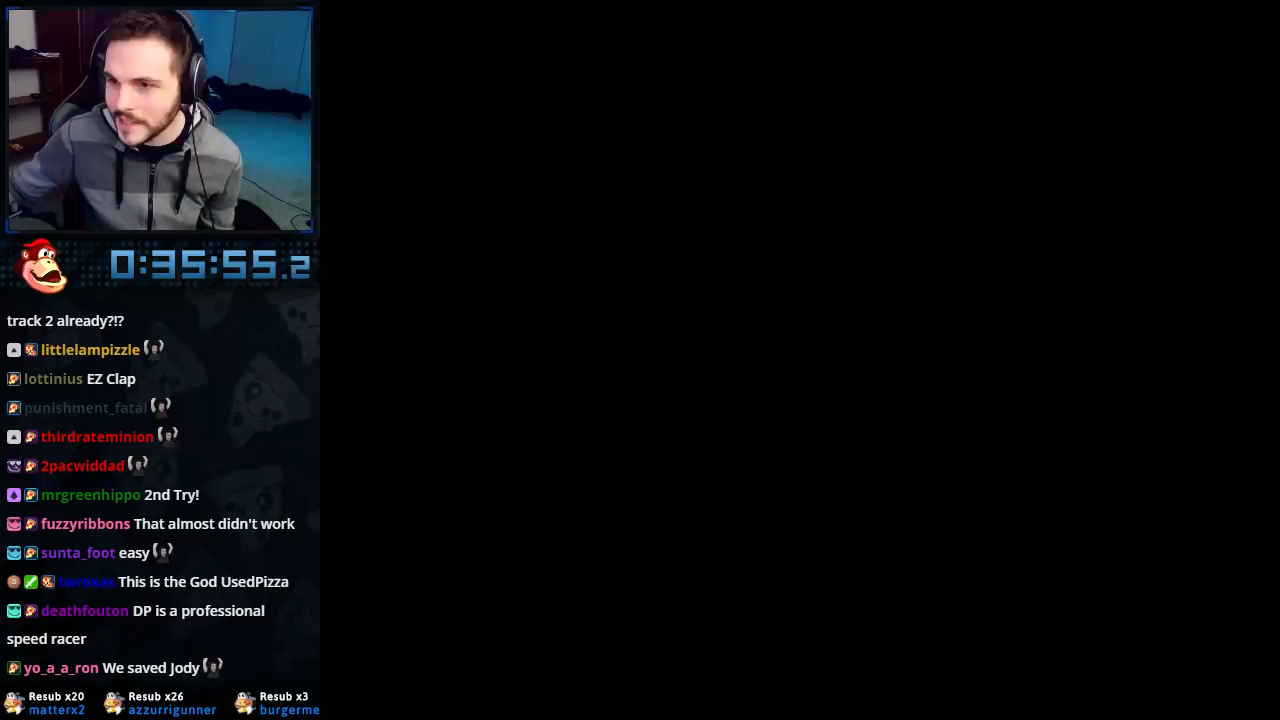 0:35:55.2
track 2 already?!?
littlelampizzle
lottinius EZ Clap
punishment_fatal
thirdrateminion
2pacwiddad
mrgreenhippo 2nd Try!
fuzzyribbons That almost didn't work
sunta_foot easy
twroxas This is the God UsedPizza
deathfouton DP is a professional
speed racer
yo_a_a_ron We saved Jody
Resub x20 Resub x26 Resub x3
matterx2 azzurrigunner burgerme